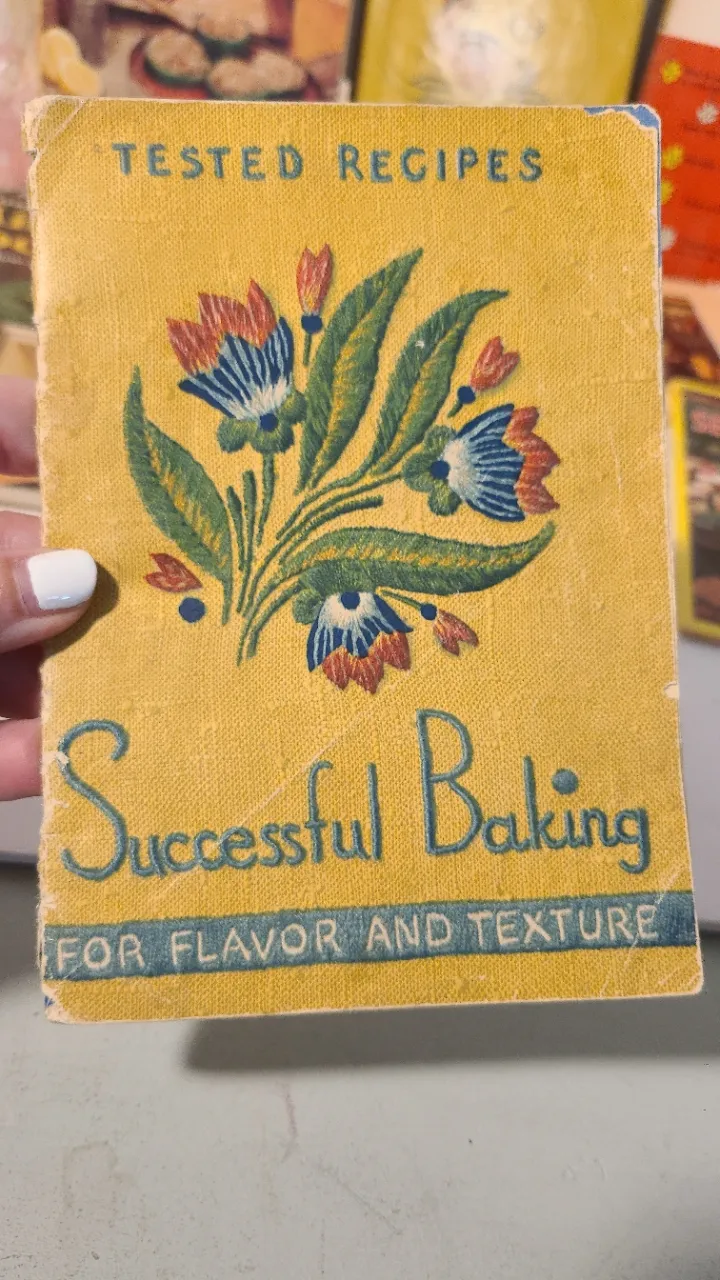 TESTED RECIPES
Successful Baking
FOR FLAVOR AND TEXTURE